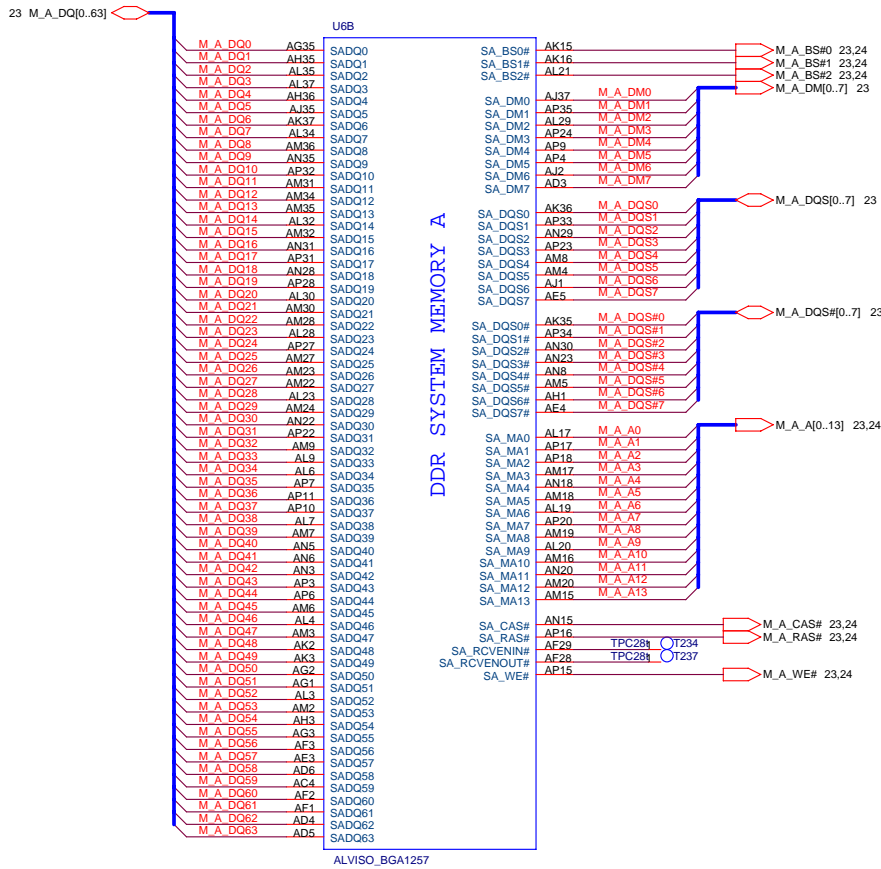 23 M_A_DQ[0..63]
U6B
M_A_DQ0 AG35 SADQ0
M_A_DQ1 AH35 SADQ1
M_A_DQ2 AL35 SADQ2
M_A_DQ3 AL37 SADQ3
M_A_DQ4 AH36 SADQ4
M_A_DQ5 AJ35 SADQ5
M_A_DQ6 AK37 SADQ6
M_A_DQ7 AL34 SADQ7
M_A_DQ8 AM36 SADQ8
M_A_DQ9 AN35 SADQ9
M_A_DQ10 AP32 SADQ10
M_A_DQ11 AM31 SADQ11
M_A_DQ12 AM34 SADQ12
M_A_DQ13 AM35 SADQ13
M_A_DQ14 AL32 SADQ14
M_A_DQ15 AM32 SADQ15
M_A_DQ16 AN31 SADQ16
M_A_DQ17 AP31 SADQ17
M_A_DQ18 AN28 SADQ18
M_A_DQ19 AP28 SADQ19
M_A_DQ20 AL30 SADQ20
M_A_DQ21 AM30 SADQ21
M_A_DQ22 AM28 SADQ22
M_A_DQ23 AL28 SADQ23
M_A_DQ24 AP27 SADQ24
M_A_DQ25 AM27 SADQ25
M_A_DQ26 AM23 SADQ26
M_A_DQ27 AM22 SADQ27
M_A_DQ28 AL23 SADQ28
M_A_DQ29 AM24 SADQ29
M_A_DQ30 AN22 SADQ30
M_A_DQ31 AP22 SADQ31
M_A_DQ32 AM9 SADQ32
M_A_DQ33 AL9 SADQ33
M_A_DQ34 AL6 SADQ34
M_A_DQ35 AP7 SADQ35
M_A_DQ36 AP11 SADQ36
M_A_DQ37 AP10 SADQ37
M_A_DQ38 AL7 SADQ38
M_A_DQ39 AM7 SADQ39
M_A_DQ40 AN5 SADQ40
M_A_DQ41 AN6 SADQ41
M_A_DQ42 AN3 SADQ42
M_A_DQ43 AP3 SADQ43
M_A_DQ44 AP6 SADQ44
M_A_DQ45 AM6 SADQ45
M_A_DQ46 AL4 SADQ46
M_A_DQ47 AM3 SADQ47
M_A_DQ48 AK2 SADQ48
M_A_DQ49 AK3 SADQ49
M_A_DQ50 AG2 SADQ50
M_A_DQ51 AG1 SADQ51
M_A_DQ52 AL3 SADQ52
M_A_DQ53 AM2 SADQ53
M_A_DQ54 AH3 SADQ54
M_A_DQ55 AG3 SADQ55
M_A_DQ56 AF3 SADQ56
M_A_DQ57 AE3 SADQ57
M_A_DQ58 AD6 SADQ58
M_A_DQ59 AC4 SADQ59
M_A_DQ60 AF2 SADQ60
M_A_DQ61 AF1 SADQ61
M_A_DQ62 AD4 SADQ62
M_A_DQ63 AD5 SADQ63
DDR SYSTEM MEMORY A
SA_BS0# AK15 M_A_BS#0 23,24
SA_BS1# AK16 M_A_BS#1 23,24
SA_BS2# AL21 M_A_BS#2 23,24
M_A_DM[0..7] 23
SA_DM0 AJ37 M_A_DM0
SA_DM1 AP35 M_A_DM1
SA_DM2 AL29 M_A_DM2
SA_DM3 AP24 M_A_DM3
SA_DM4 AP9 M_A_DM4
SA_DM5 AP4 M_A_DM5
SA_DM6 AJ2 M_A_DM6
SA_DM7 AD3 M_A_DM7
M_A_DQS[0..7] 23
SA_DQS0 AK36 M_A_DQS0
SA_DQS1 AP33 M_A_DQS1
SA_DQS2 AN29 M_A_DQS2
SA_DQS3 AP23 M_A_DQS3
SA_DQS4 AM8 M_A_DQS4
SA_DQS5 AM4 M_A_DQS5
SA_DQS6 AJ1 M_A_DQS6
SA_DQS7 AE5 M_A_DQS7
M_A_DQS#[0..7] 23
SA_DQS0# AK35 M_A_DQS#0
SA_DQS1# AP34 M_A_DQS#1
SA_DQS2# AN30 M_A_DQS#2
SA_DQS3# AN23 M_A_DQS#3
SA_DQS4# AN8 M_A_DQS#4
SA_DQS5# AM5 M_A_DQS#5
SA_DQS6# AH1 M_A_DQS#6
SA_DQS7# AE4 M_A_DQS#7
M_A_A[0..13] 23,24
SA_MA0 AL17 M_A_A0
SA_MA1 AP17 M_A_A1
SA_MA2 AP18 M_A_A2
SA_MA3 AM17 M_A_A3
SA_MA4 AN18 M_A_A4
SA_MA5 AM18 M_A_A5
SA_MA6 AL19 M_A_A6
SA_MA7 AP20 M_A_A7
SA_MA8 AM19 M_A_A8
SA_MA9 AL20 M_A_A9
SA_MA10 AM16 M_A_A10
SA_MA11 AN20 M_A_A11
SA_MA12 AM20 M_A_A12
SA_MA13 AM15 M_A_A13
SA_CAS# AN15 M_A_CAS# 23,24
SA_RAS# AP16 M_A_RAS# 23,24
SA_RCVENIN# AF29 TPC28t T234
SA_RCVENOUT# AF28 TPC28t T237
SA_WE# AP15 M_A_WE# 23,24
ALVISO_BGA1257